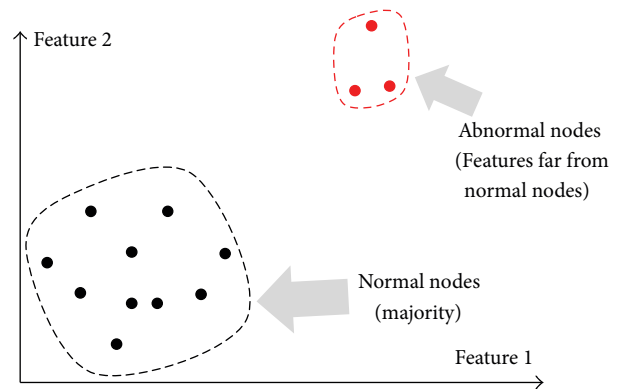 Feature 2
Abnormal nodes
(Features far from
normal nodes)
Normal nodes
(majority)
Feature 1